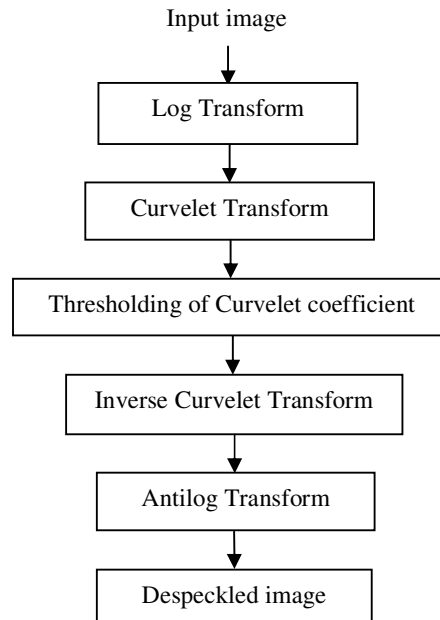 Input image
Log Transform
Curvelet Transform
Thresholding of Curvelet coefficient
Inverse Curvelet Transform
Antilog Transform
Despeckled image